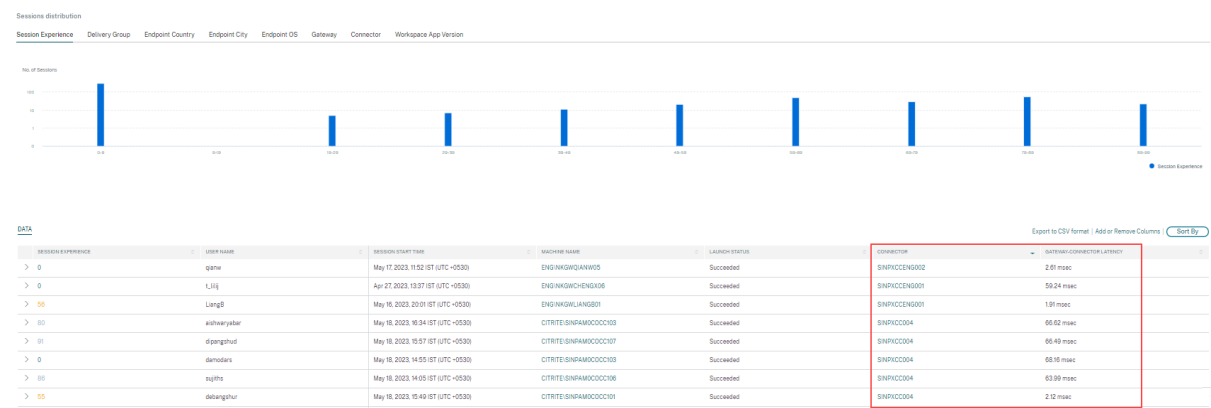 Sessions distribution
Session Experience Delivery Group Endpoint Country Endpoint City Endpoint OS Gateway Connector Workspace App Version
No. of Sessions
100
10
1
0
Session Experience
DATA
Export to CSV format | Add or Remove Columns | Sort By
SESSION EXPERIENCE USER NAME SESSION START TIME MACHINE NAME LAUNCH STATUS CONNECTOR GATEWAY-CONNECTOR LATENCY
> 0 qianw May 17, 2023, 11:52 IST (UTC +0530) ENG\NKGWQIANW05 Succeeded SINPXCCENG002 2.61 msec
> 0 Apr 27, 2023, 13:37 IST (UTC +0530) ENG\NKGWCHENGX06 Succeeded SINPXCCENG001 59.24 msec
> 56 LiangB May 16, 2023, 20:01 IST (UTC +0530) ENG\NKGWLIANGB01 Succeeded SINPXCCENG001 1.91 msec
> 80 aishwaryabar May 18, 2023, 16:34 IST (UTC +0530) CITRITE\SINPAM0COCC103 Succeeded SINPXCC004 66.62 msec
> 81 dipangshud May 18, 2023, 15:57 IST (UTC +0530) CITRITE\SINPAM0COCC107 Succeeded SINPXCC004 66.49 msec
> 0 damodars May 18, 2023, 14:55 IST (UTC +0530) CITRITE\SINPAM0COCC103 Succeeded SINPXCC004 68.16 msec
> 88 sujiths May 18, 2023, 14:05 IST (UTC +0530) CITRITE\SINPAM0COCC106 Succeeded SINPXCC004 63.99 msec
> 55 debangshur May 18, 2023, 15:49 IST (UTC +0530) CITRITE\SINPAM0COCC101 Succeeded SINPXCC004 2.12 msec